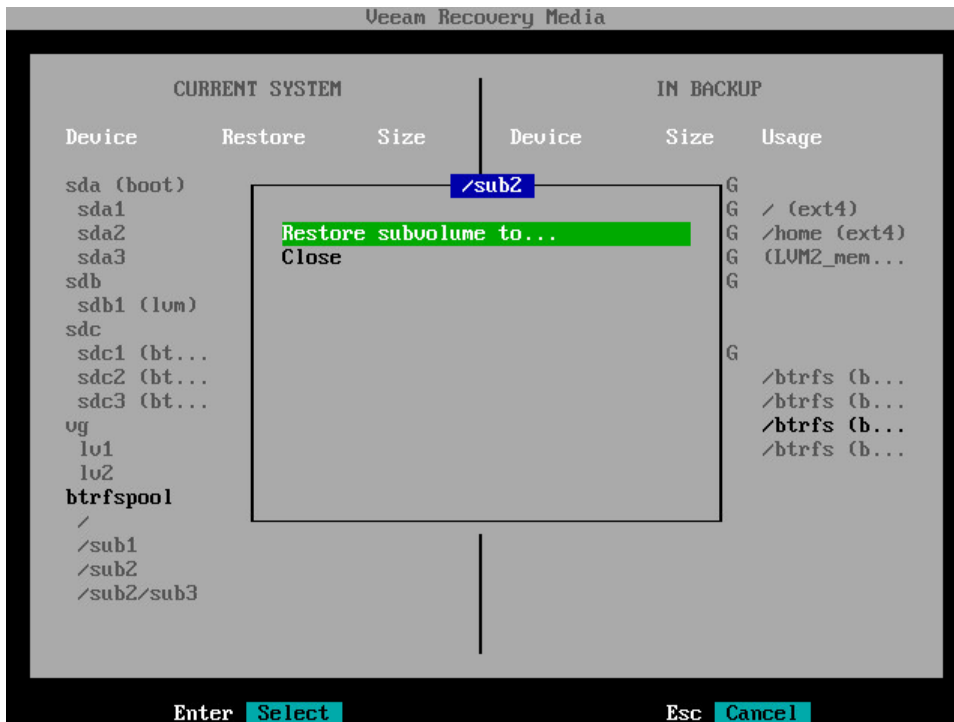 Veeam Recovery Media
CURRENT SYSTEM IN BACKUP
Device Restore Size Device Size Usage
sda (boot) /sub2 G
sda1 G / (ext4)
sda2 Restore subvolume to... G /home (ext4)
sda3 Close G (LVM2_mem...
sdb G
sdb1 (lvm)
sdc
sdc1 (bt... G
sdc2 (bt... /btrfs (b...
sdc3 (bt... /btrfs (b...
vg /btrfs (b...
lv1 /btrfs (b...
lv2
btrfspool
/
/sub1
/sub2
/sub2/sub3
Enter Select Esc Cancel